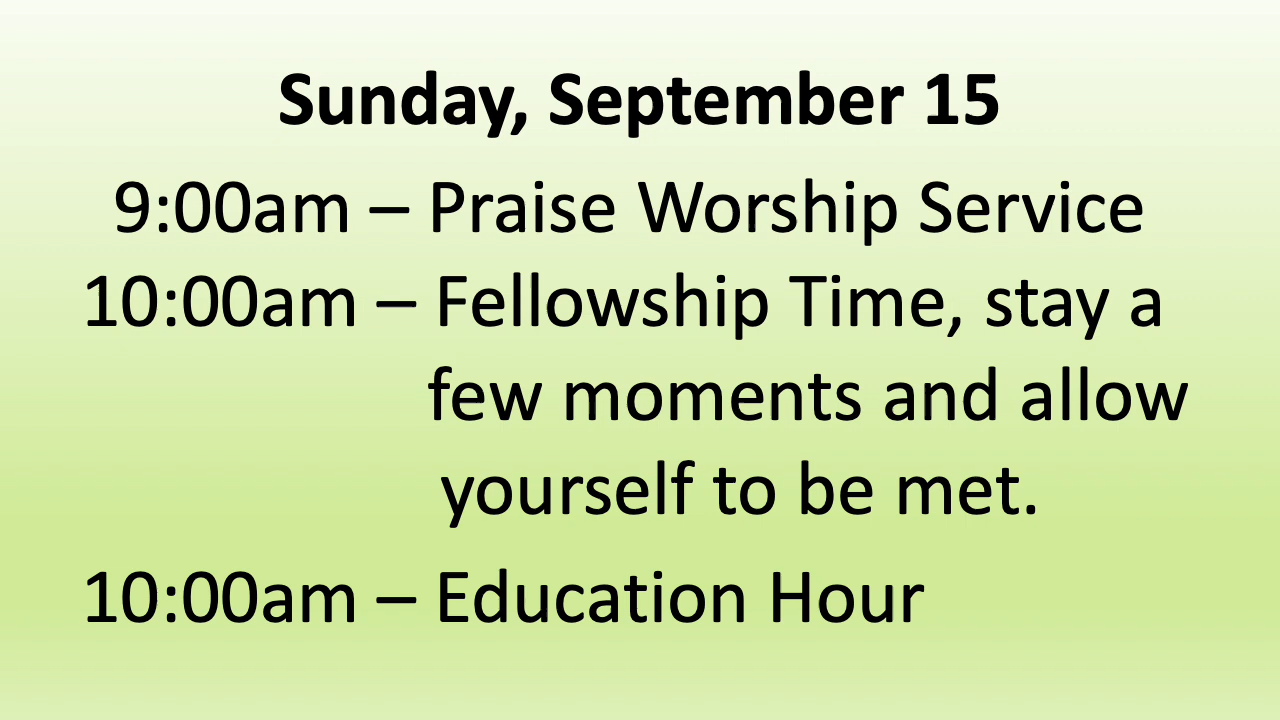 Sunday, September 15
9:00am – Praise Worship Service
10:00am – Fellowship Time, stay a
few moments and allow
yourself to be met.
10:00am – Education Hour